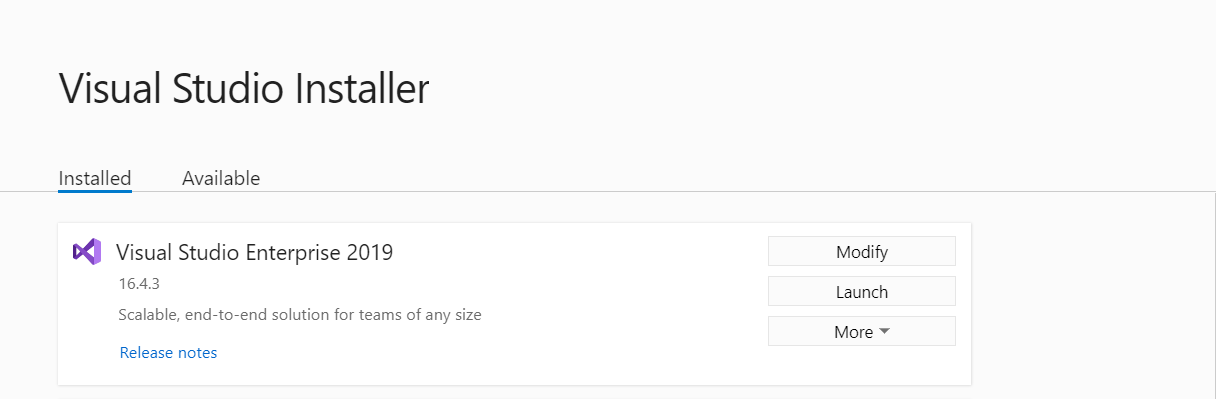 Visual Studio Installer
Installed Available
Visual Studio Enterprise 2019
16.4.3
Scalable, end-to-end solution for teams of any size
Release notes
Modify
Launch
More